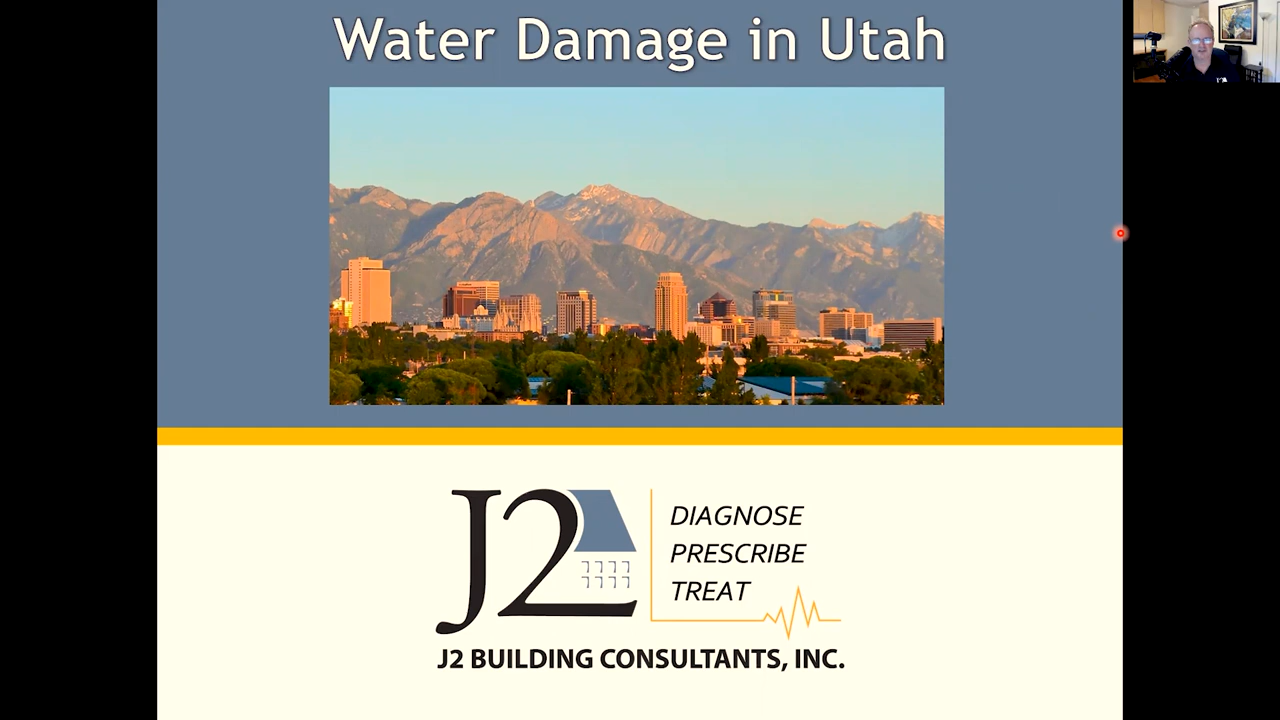 Water Damage in Utah
J2
DIAGNOSE
PRESCRIBE
TREAT
J2 BUILDING CONSULTANTS, INC.